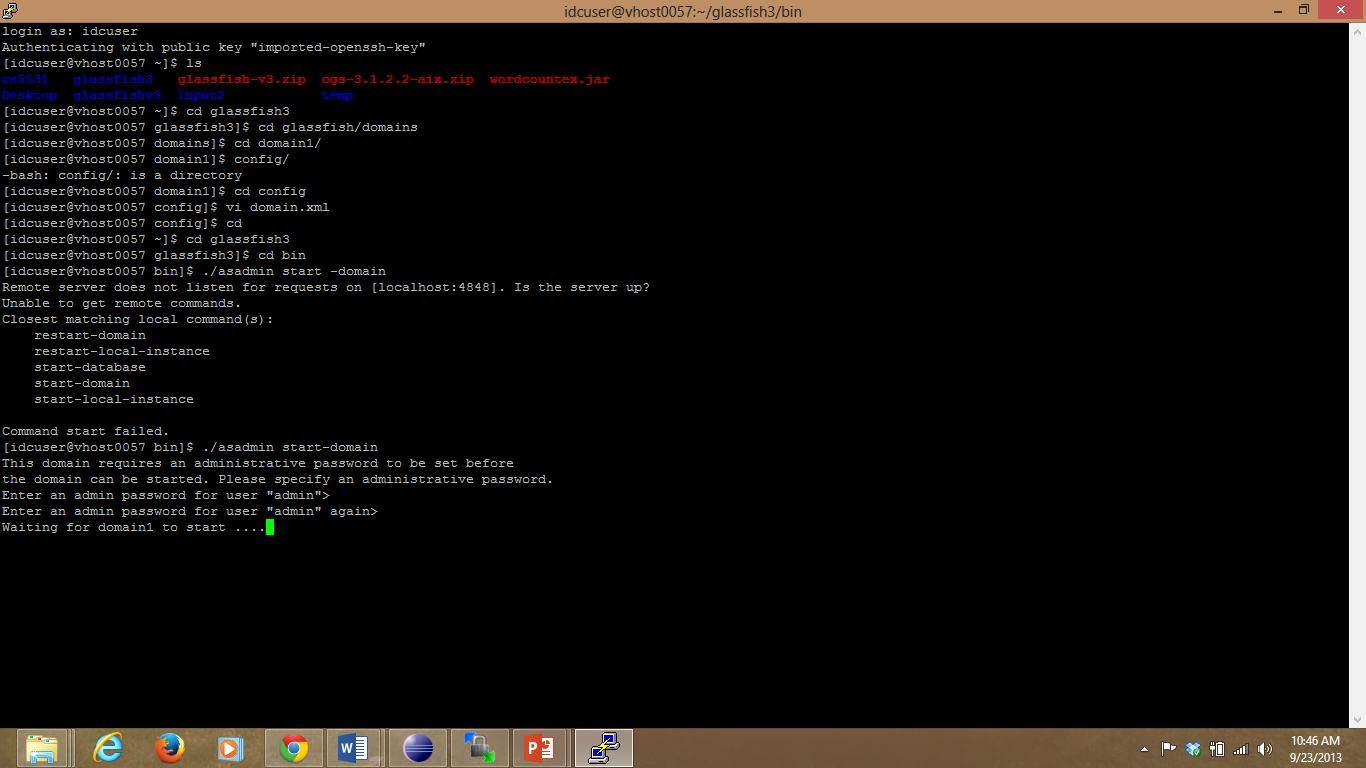 idcuser@vhost0057:~/glassfish3/bin
login as: idcuser
Authenticating with public key "imported-openssh-key"
[idcuser@vhost0057 ~]$ ls
cs5531   glassfish3   glassfish-v3.zip  ogs-3.1.2.2-aix.zip  wordcountex.jar
Desktop  glassfishv3  input2            temp
[idcuser@vhost0057 ~]$ cd glassfish3
[idcuser@vhost0057 glassfish3]$ cd glassfish/domains
[idcuser@vhost0057 domains]$ cd domain1/
[idcuser@vhost0057 domain1]$ config/
-bash: config/: is a directory
[idcuser@vhost0057 domain1]$ cd config
[idcuser@vhost0057 config]$ vi domain.xml
[idcuser@vhost0057 config]$ cd
[idcuser@vhost0057 ~]$ cd glassfish3
[idcuser@vhost0057 glassfish3]$ cd bin
[idcuser@vhost0057 bin]$ ./asadmin start -domain
Remote server does not listen for requests on [localhost:4848]. Is the server up?
Unable to get remote commands.
Closest matching local command(s):
    restart-domain
    restart-local-instance
    start-database
    start-domain
    start-local-instance
Command start failed.
[idcuser@vhost0057 bin]$ ./asadmin start-domain
This domain requires an administrative password to be set before
the domain can be started. Please specify an administrative password.
Enter an admin password for user "admin">
Enter an admin password for user "admin" again>
Waiting for domain1 to start ....
10:46 AM
9/23/2013